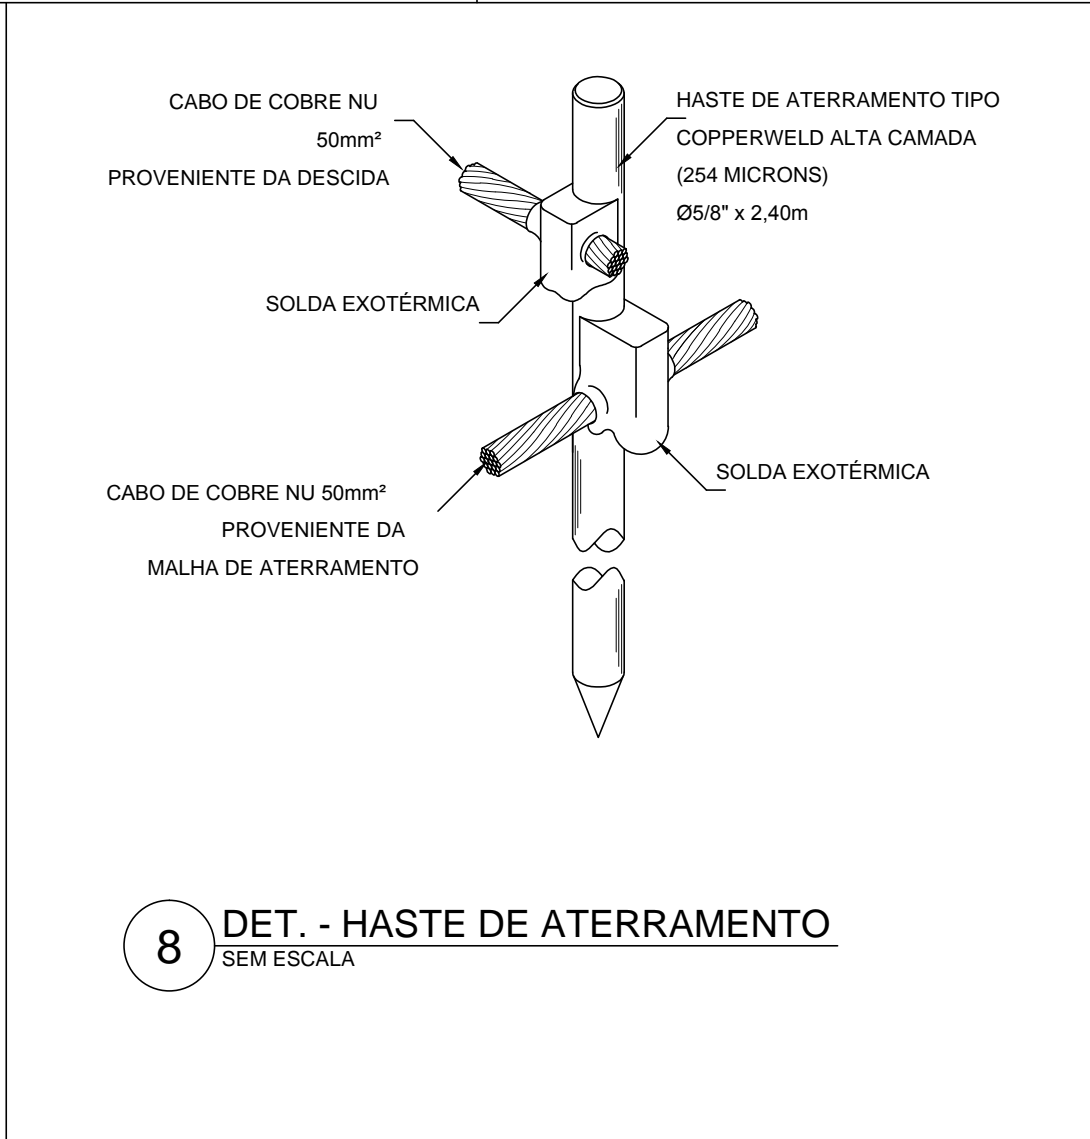 CABO DE COBRE NU
50mm²
PROVENIENTE DA DESCIDA
HASTE DE ATERRAMENTO TIPO
COPPERWELD ALTA CAMADA
(254 MICRONS)
Ø5/8" x 2,40m
SOLDA EXOTÉRMICA
SOLDA EXOTÉRMICA
CABO DE COBRE NU 50mm²
PROVENIENTE DA
MALHA DE ATERRAMENTO
8
DET. - HASTE DE ATERRAMENTO
SEM ESCALA